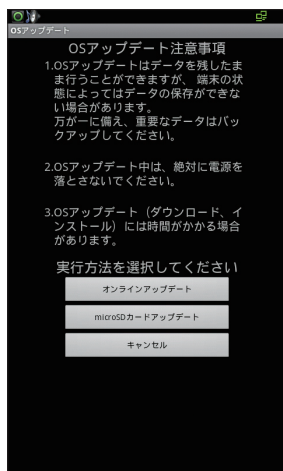 OSアップデート
OSアップデート注意事項
1.OSアップデートはデータを残したま
ま行うことができますが、 端末の状
態によってはデータの保存ができな
い場合があります。
万が一に備え、重要なデータはバッ
クアップしてください。
2.OSアップデート中は、絶対に電源を
落とさないでください。
3.OSアップデート（ダウンロード、イ
ンストール）には時間がかかる場合
があります。
実行方法を選択してください
オンラインアップデート
microSDカードアップデート
キャンセル